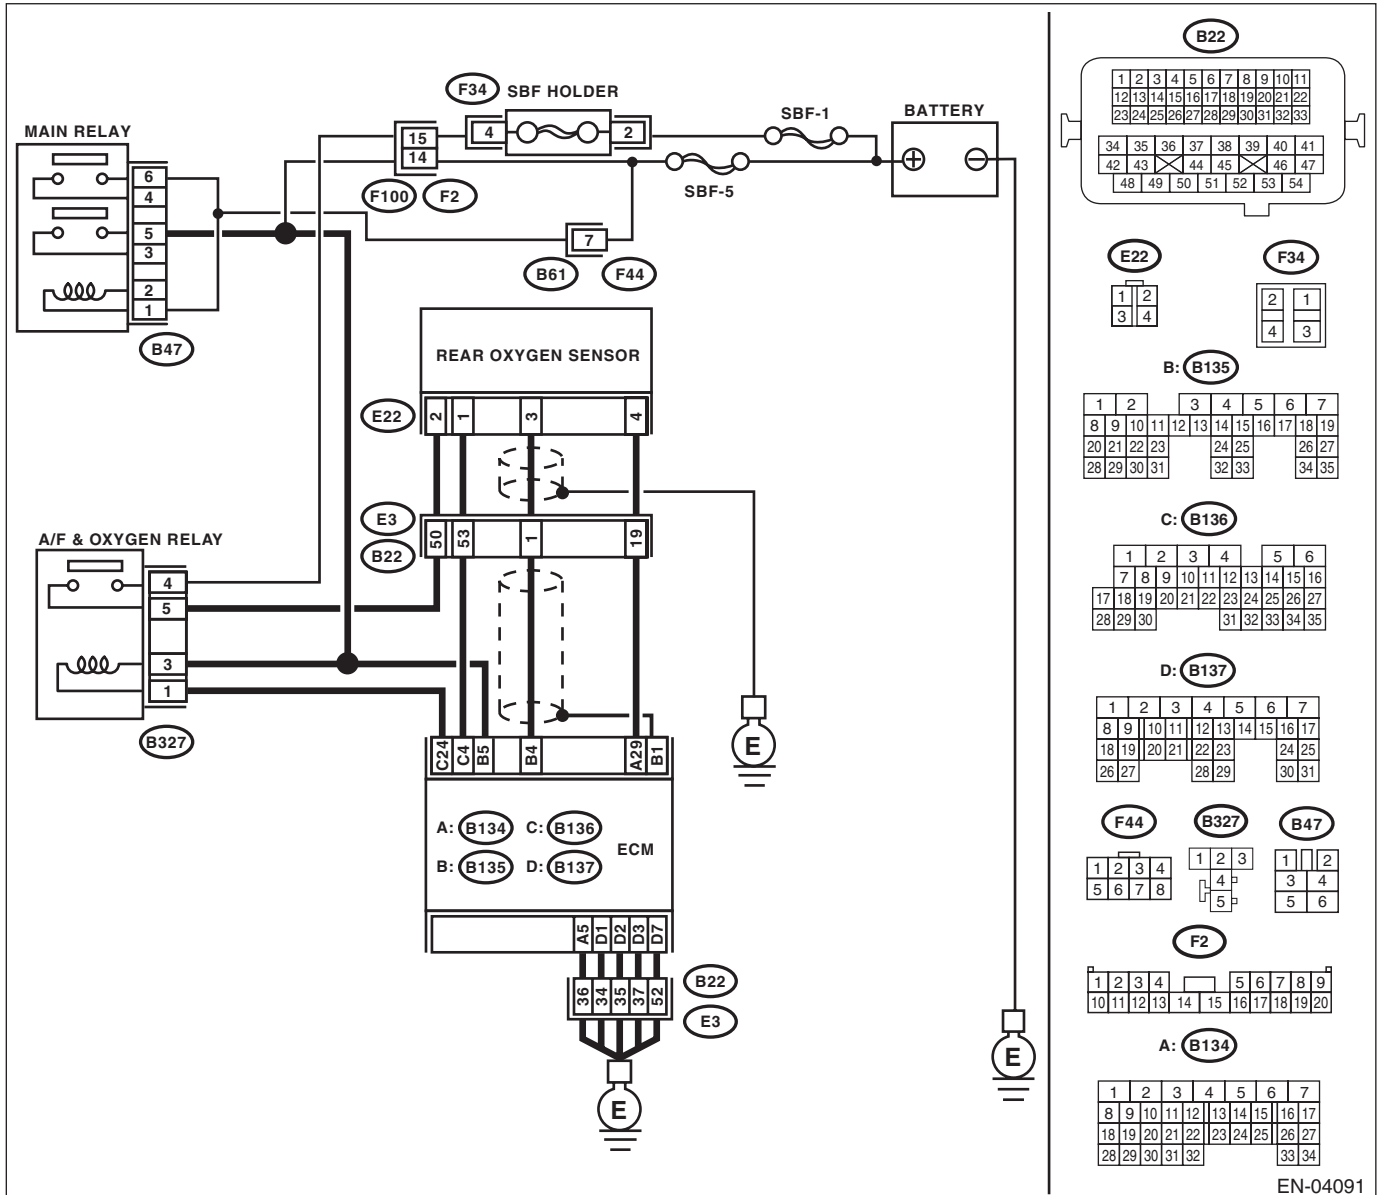 MAIN RELAY
6
4
5
3
2
1
B47
F34 SBF HOLDER
4 2
15
14
F100 F2
SBF-1
SBF-5
BATTERY
+ −
7
B61 F44
REAR OXYGEN SENSOR
E22
2 1 3 4
E3
B22
50 53 1 19
A/F & OXYGEN RELAY
4
5
3
1
B327
C24 C4 B5 B4 A29 B1
A: B134 C: B136
B: B135 D: B137
ECM
A5 D1 D2 D3 D7
36 34 35 37 52
B22
E3
E
E
E
B22
1 2 3 4 5 6 7 8 9 10 11
12 13 14 15 16 17 18 19 20 21 22
23 24 25 26 27 28 29 30 31 32 33
34 35 36 37 38 39 40 41
42 43 44 45 46 47
48 49 50 51 52 53 54
E22
1 2
3 4
F34
2 1
4 3
B: B135
1 2 3 4 5 6 7
8 9 10 11 12 13 14 15 16 17 18 19
20 21 22 23 24 25 26 27
28 29 30 31 32 33 34 35
C: B136
1 2 3 4 5 6
7 8 9 10 11 12 13 14 15 16
17 18 19 20 21 22 23 24 25 26 27
28 29 30 31 32 33 34 35
D: B137
1 2 3 4 5 6 7
8 9 10 11 12 13 14 15 16 17
18 19 20 21 22 23 24 25
26 27 28 29 30 31
F44
1 2 3 4
5 6 7 8
B327
1 2 3
4
5
B47
1 2
3 4
5 6
F2
1 2 3 4 5 6 7 8 9
10 11 12 13 14 15 16 17 18 19 20
A: B134
1 2 3 4 5 6 7
8 9 10 11 12 13 14 15 16 17
18 19 20 21 22 23 24 25 26 27
28 29 30 31 32 33 34
EN-04091